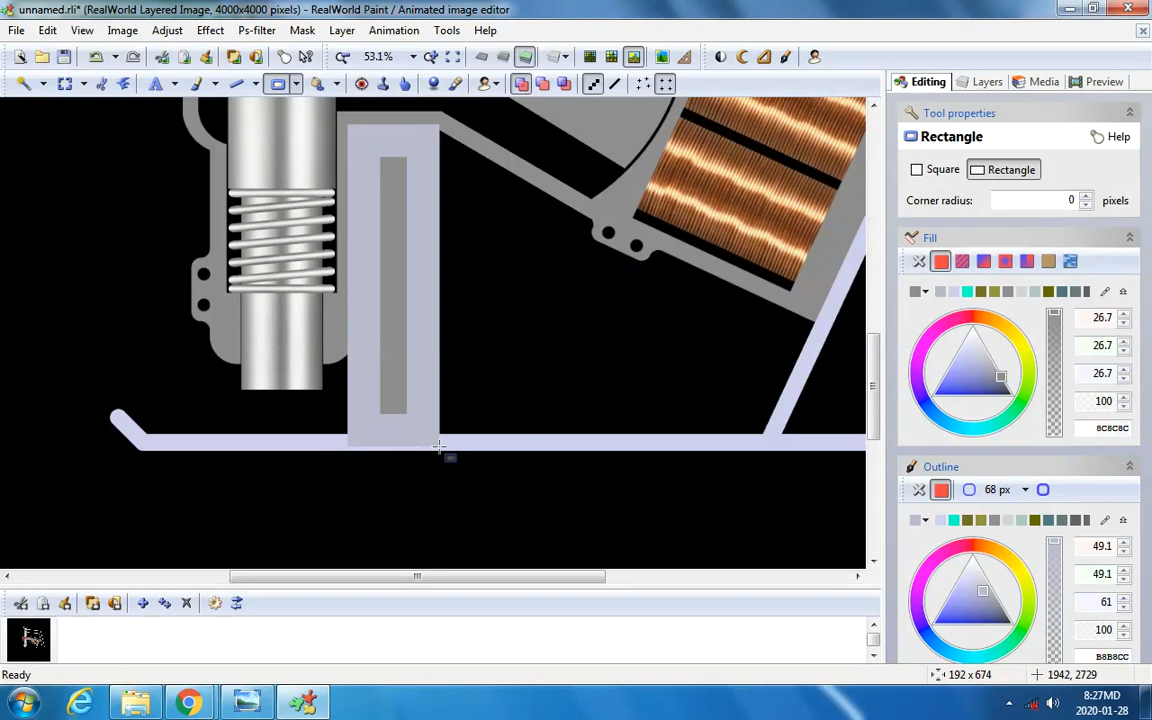 unnamed.rli* (RealWorld Layered Image, 4000x4000 pixels) - RealWorld Paint / Animated image editor
File Edit View Image Adjust Effect Ps-filter Mask Layer Animation Tools Help
53.1%
Editing Layers Media Preview
Tool properties
Rectangle Help
Square Rectangle
Corner radius: 0 pixels
Fill
26.7
26.7
26.7
100
8C8C8C
Outline
68 px
49.1
49.1
61
100
B8B8CC
Ready 192 x 674 1942, 2729
8:27MD
2020-01-28